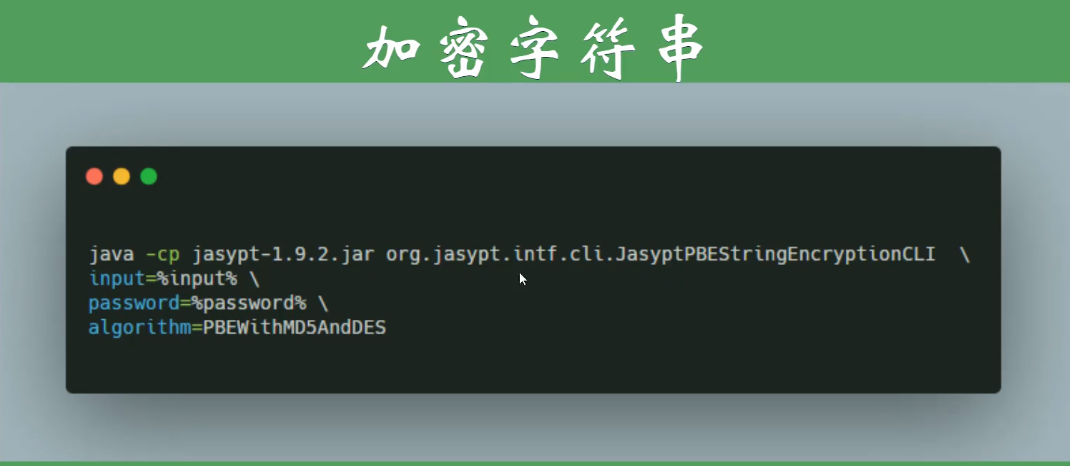 加密字符串
java -cp jasypt-1.9.2.jar org.jasypt.intf.cli.JasyptPBEStringEncryptionCLI \
input=%input% \
password=%password% \
algorithm=PBEWithMD5AndDES